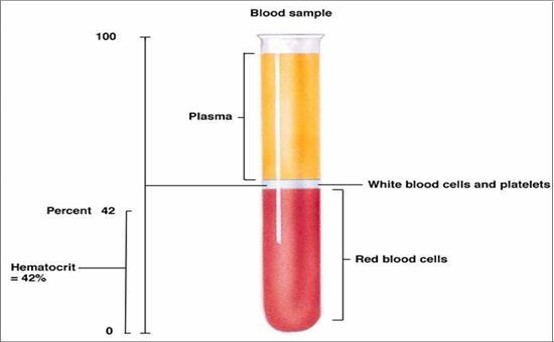 Blood sample
100
Plasma
White blood cells and platelets
Percent 42
Red blood cells
Hematocrit
= 42%
0